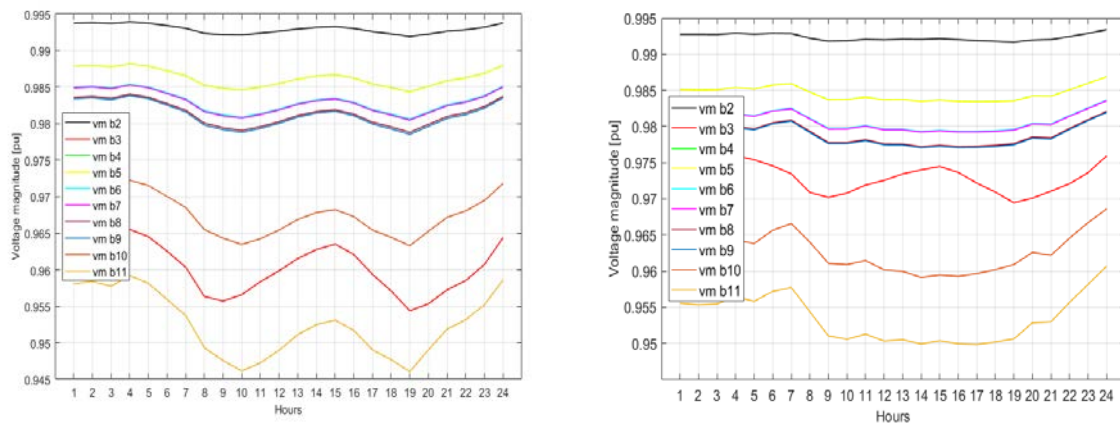 0.995
0.99
0.985
0.98
0.975
0.97
0.965
0.96
0.955
0.95
0.945
Voltage magnitude [pu]
vm b2
vm b3
vm b4
vm b5
vm b6
vm b7
vm b8
vm b9
vm b10
vm b11
1 2 3 4 5 6 7 8 9 10 11 12 13 14 15 16 17 18 19 20 21 22 23 24
Hours
0.995
0.99
0.985
0.98
0.975
0.97
0.965
0.96
0.955
0.95
Voltage magnitude [pu]
vm b2
vm b3
vm b4
vm b5
vm b6
vm b7
vm b8
vm b9
vm b10
vm b11
1 2 3 4 5 6 7 8 9 10 11 12 13 14 15 16 17 18 19 20 21 22 23 24
Hours